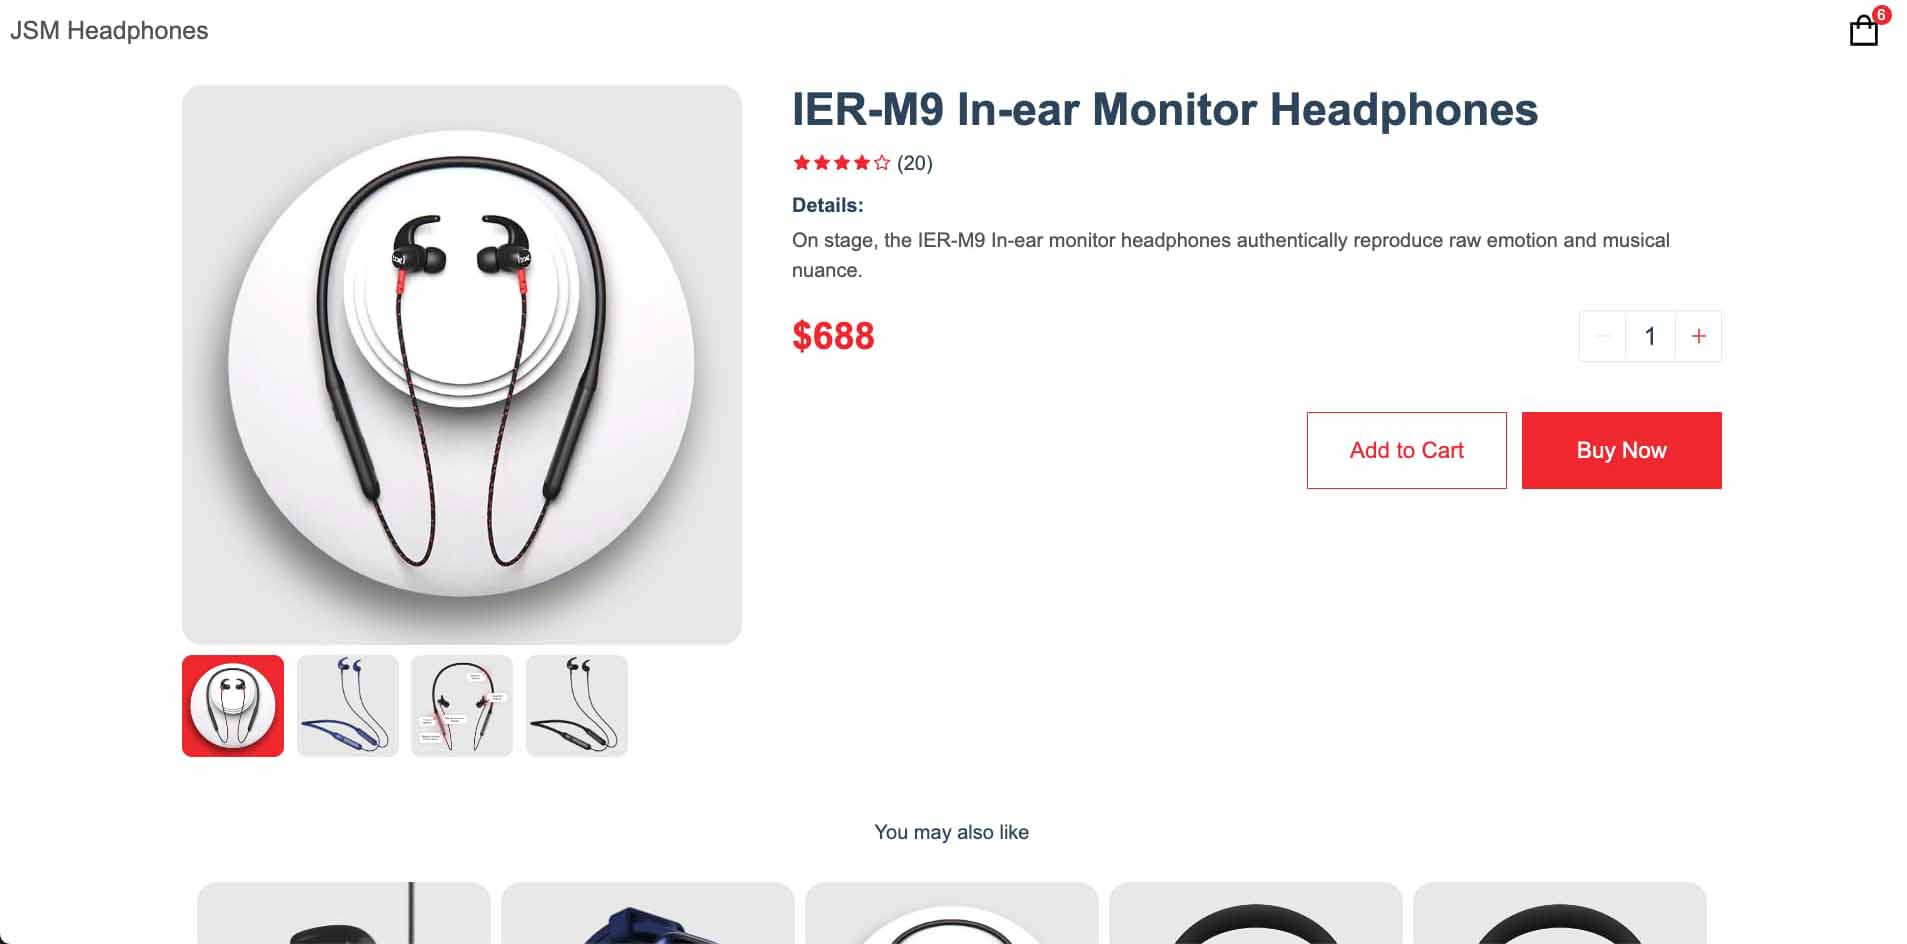 JSM Headphones
6
IER-M9 In-ear Monitor Headphones
(20)
Details:
On stage, the IER-M9 In-ear monitor headphones authentically reproduce raw emotion and musical
nuance.
$688
− 1 +
Add to Cart
Buy Now
You may also like